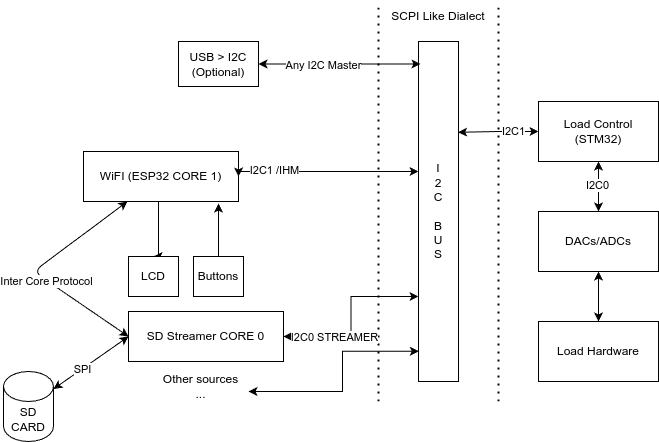 SCPI Like Dialect
USB > I2C
(Optional)
Any I2C Master
I2C1
Load Control
(STM32)
WiFI (ESP32 CORE 1)
I2C1 /IHM
I
2
C
B
U
S
I2C0
DACs/ADCs
LCD
Buttons
Inter Core Protocol
SD Streamer CORE 0
I2C0 STREAMER
Load Hardware
SPI
Other sources
...
SD
CARD